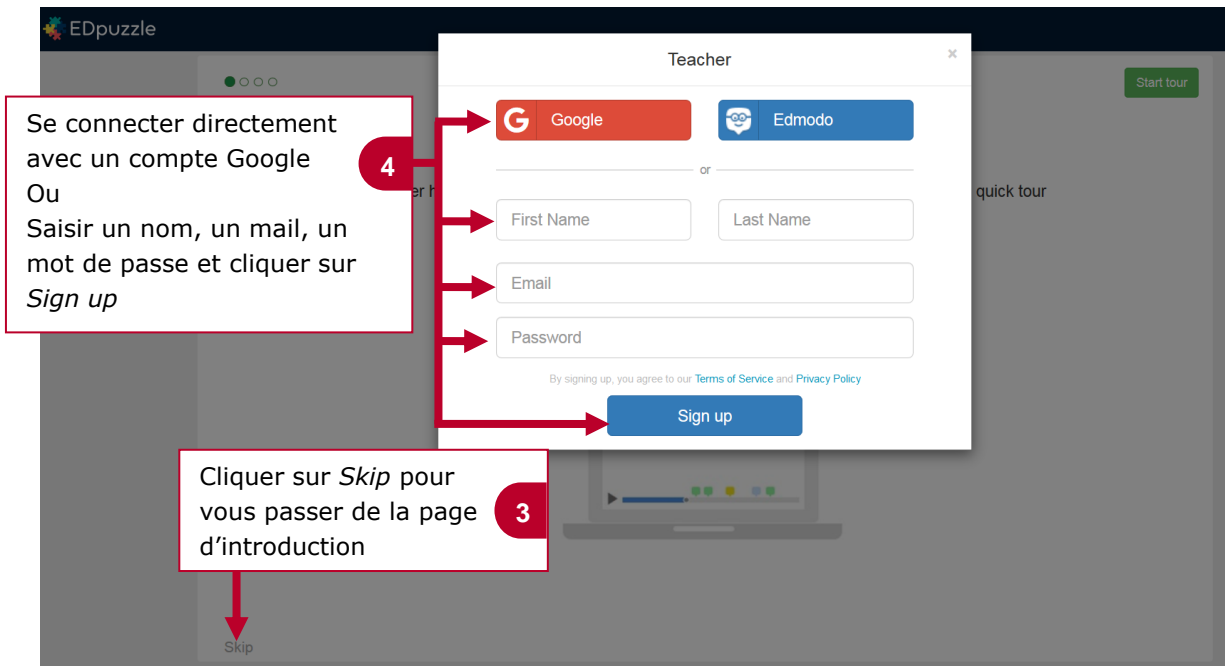 EDpuzzle
Teacher
×
Start tour
Google
Edmodo
or
Se connecter directement
avec un compte Google
Ou
Saisir un nom, un mail, un
mot de passe et cliquer sur
Sign up
4
er h
quick tour
First Name
Last Name
Email
Password
By signing up, you agree to our Terms of Service and Privacy Policy
Sign up
Cliquer sur Skip pour
vous passer de la page
d’introduction
3
Skip